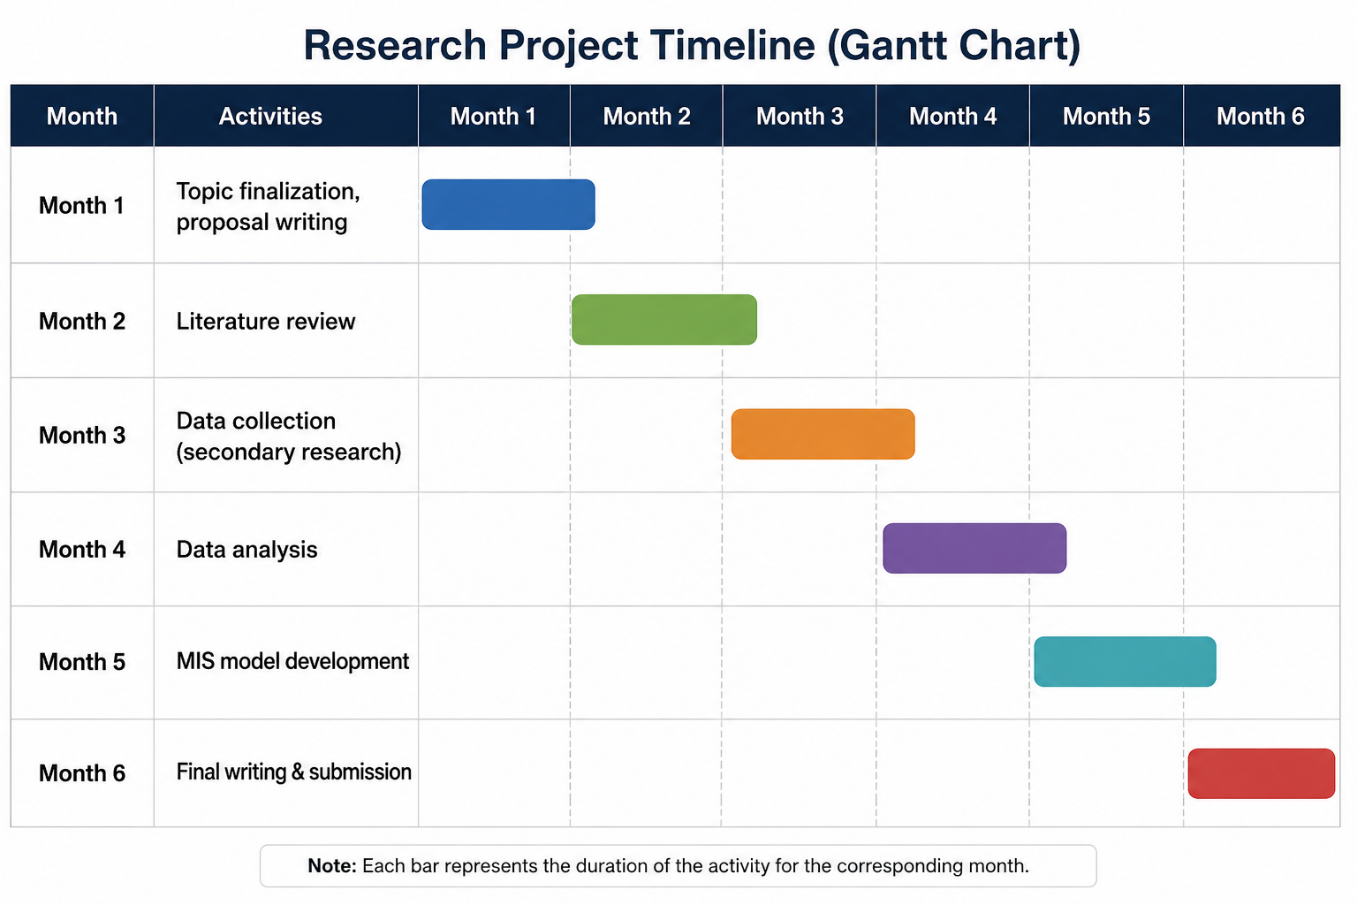 Research Project Timeline (Gantt Chart)
Month Activities Month 1 Month 2 Month 3 Month 4 Month 5 Month 6
Month 1
Topic finalization,
proposal writing
Month 2
Literature review
Month 3
Data collection
(secondary research)
Month 4
Data analysis
Month 5
MIS model development
Month 6
Final writing & submission
Note: Each bar represents the duration of the activity for the corresponding month.